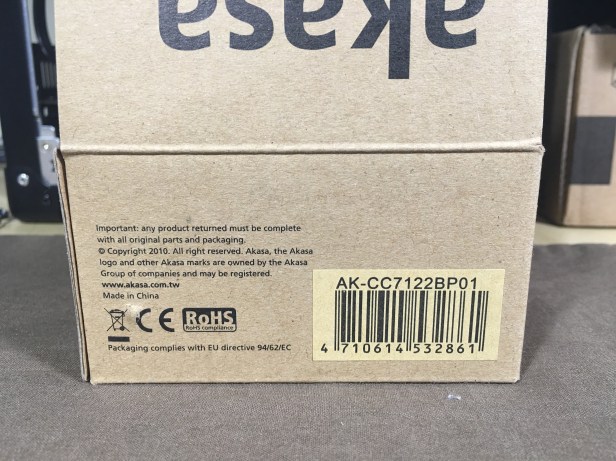 akasa
Important: any product returned must be complete
with all original parts and packaging.
© Copyright 2010. All right reserved. Akasa, the Akasa
logo and other Akasa marks are owned by the Akasa
Group of companies and may be registered.
www.akasa.com.tw
Made in China
CE RoHS
RoHS compliance
Packaging complies with EU directive 94/62/EC
AK-CC7122BP01
4 710614 532861